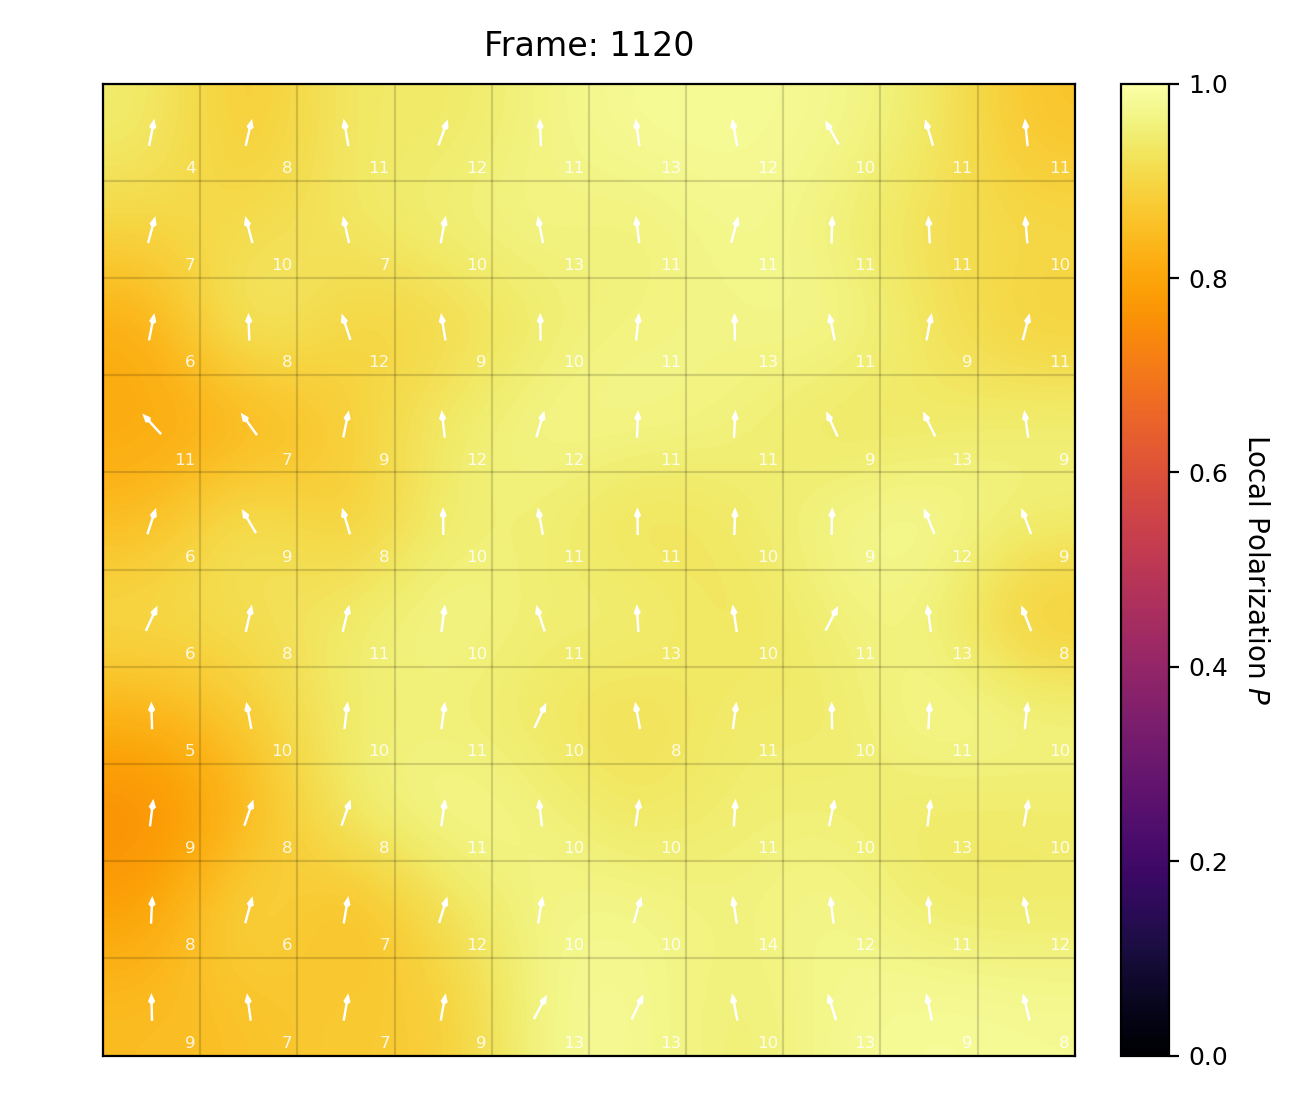 Frame: 1120
4 8 11 12 11 13 12 10 11 11
7 10 7 10 13 11 11 11 11 10
6 8 12 9 10 11 13 11 9 11
11 7 9 12 12 11 11 9 13 9
6 9 8 10 11 11 10 9 12 9
6 8 11 10 11 13 10 11 13 8
5 10 10 11 10 8 11 10 11 10
9 8 8 11 10 10 11 10 13 10
8 6 7 12 10 10 14 12 11 12
9 7 7 9 13 13 10 13 9 8
1.0
0.8
0.6
0.4
0.2
0.0
Local Polarization P